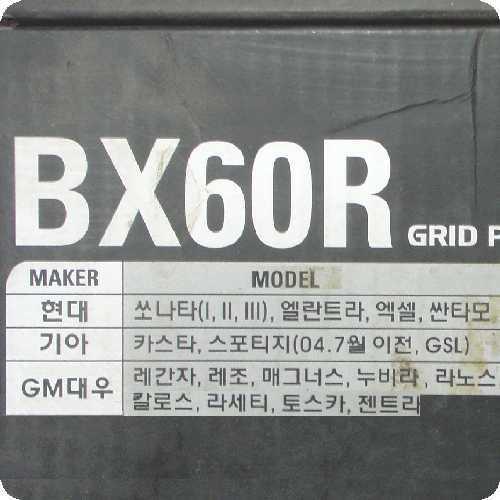 BX60R GRID
MAKER MODEL
현대 쏘나타(I, II, III), 엘란트라, 엑셀, 싼타모
기아 카스타, 스포티지(04.7월 이전, GSL)
GM대우 레간자, 레조, 매그너스, 누비라, 라노스
칼로스, 라세티, 토스카, 젠트라